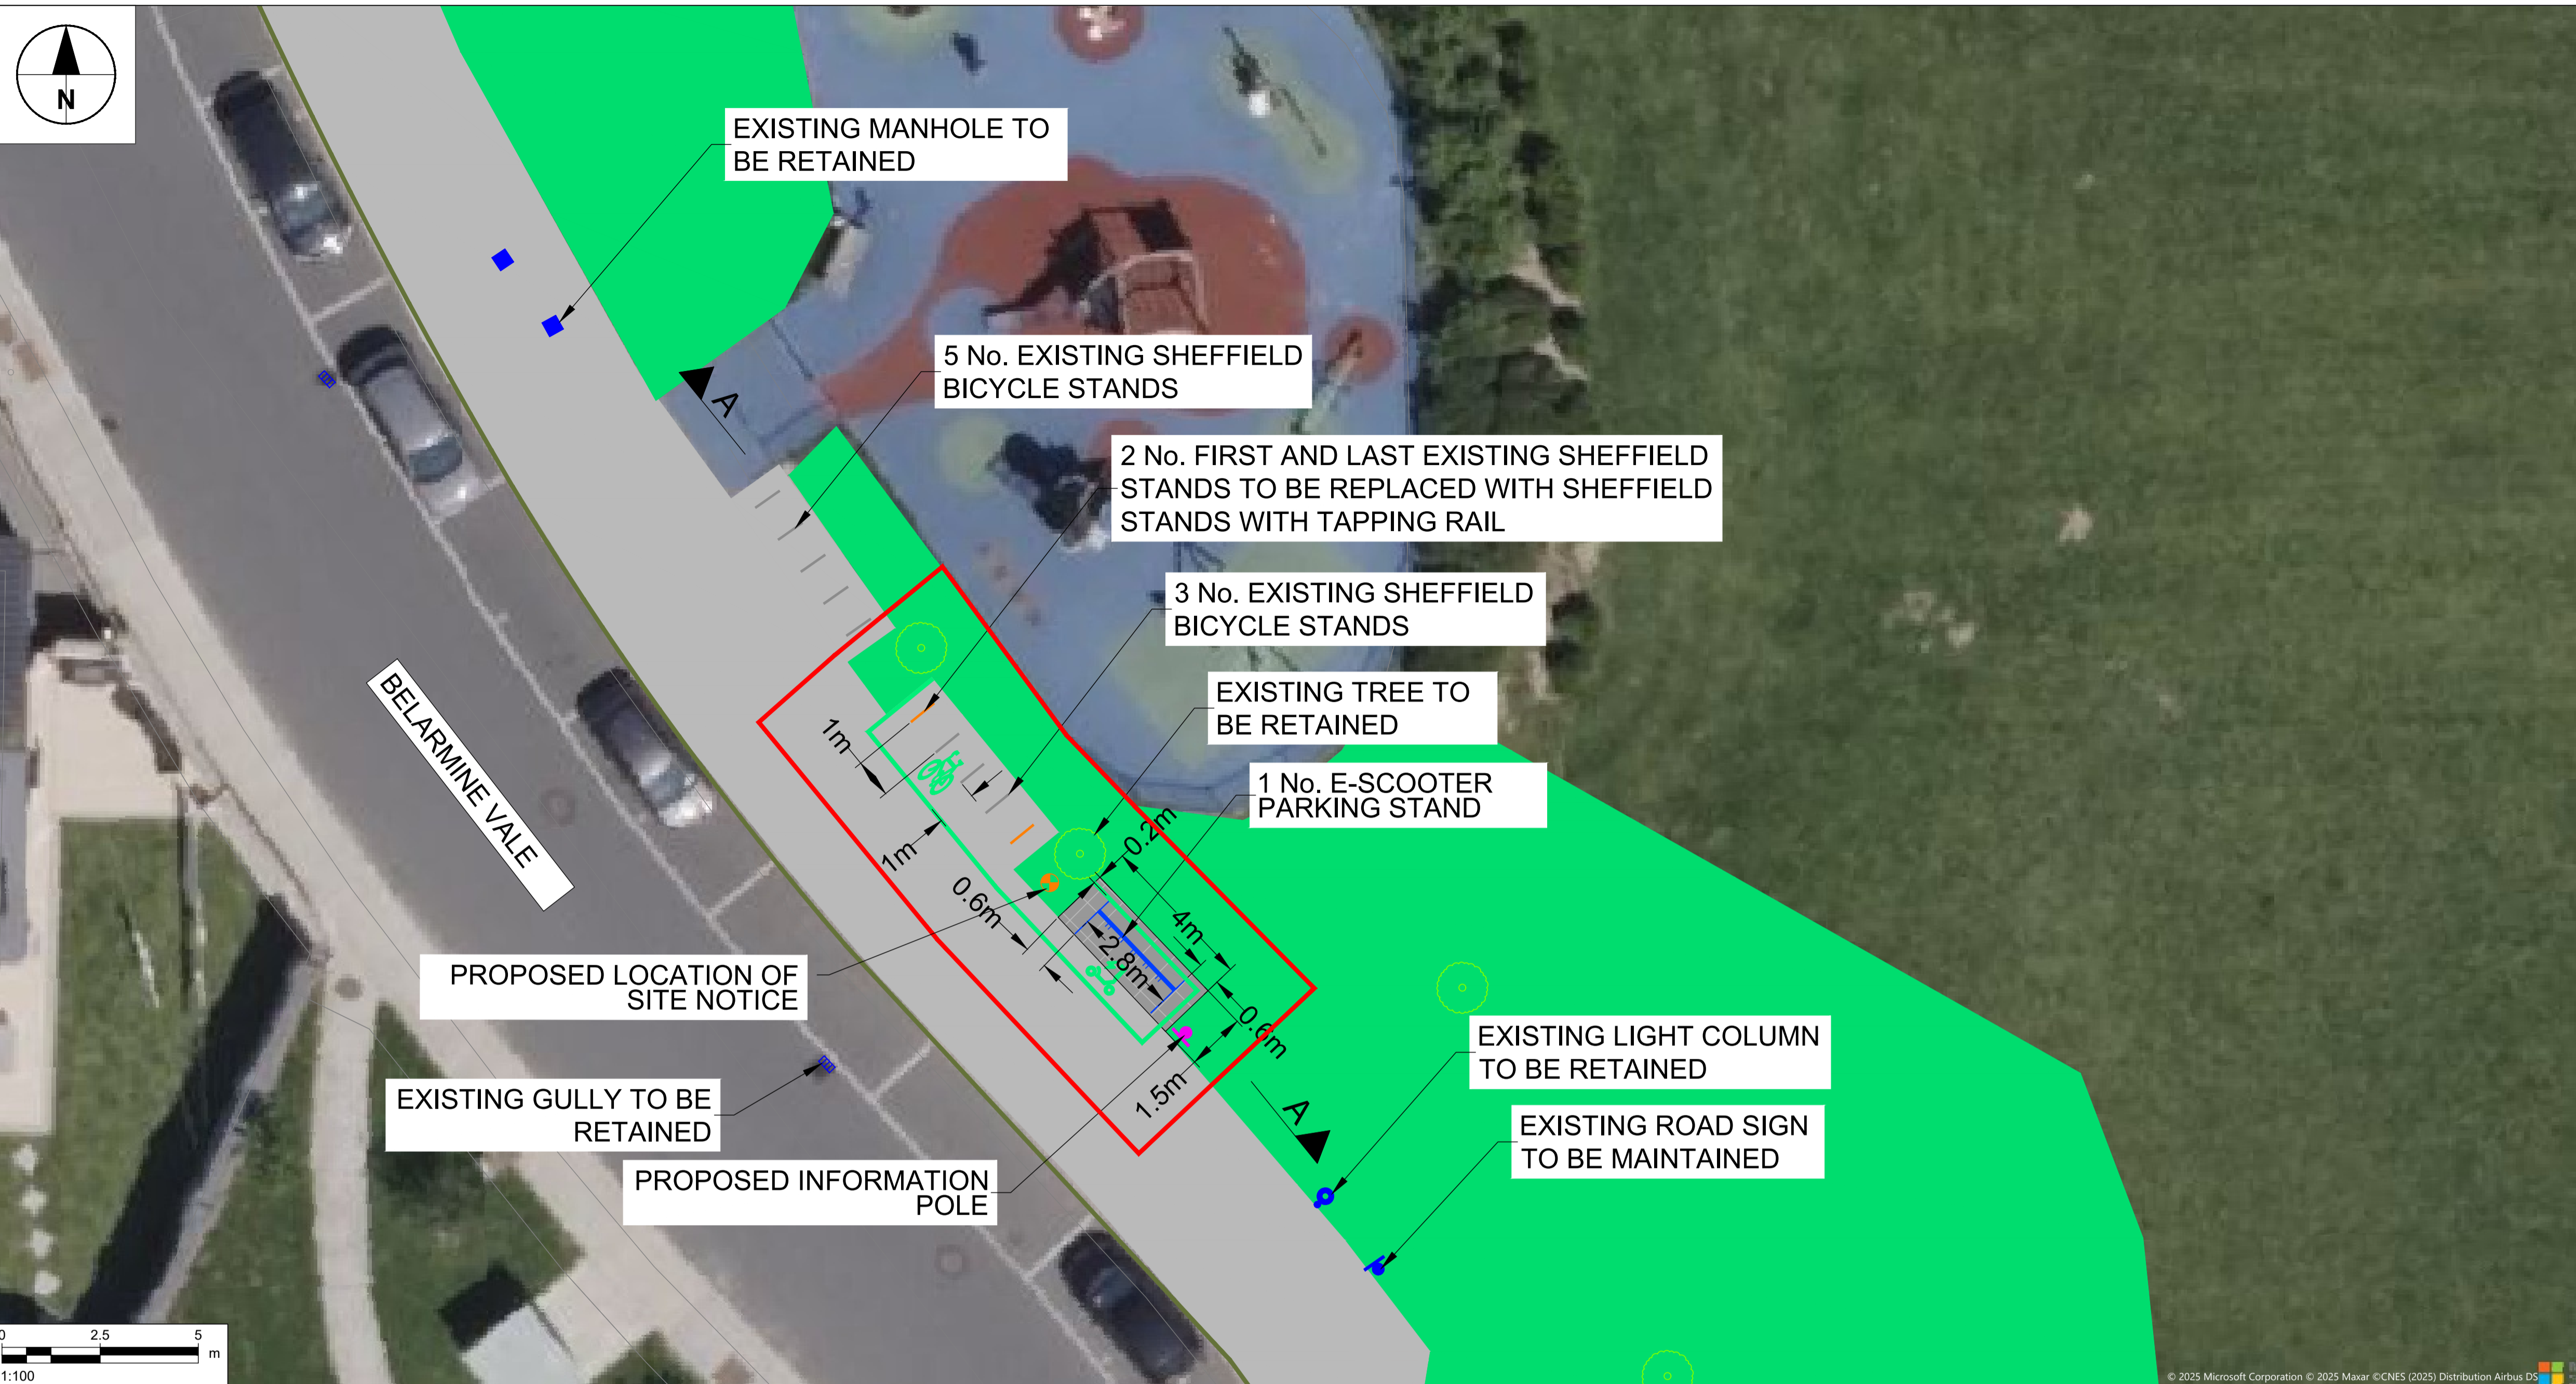 N
EXISTING MANHOLE TO
BE RETAINED
5 No. EXISTING SHEFFIELD
BICYCLE STANDS
A
2 No. FIRST AND LAST EXISTING SHEFFIELD
STANDS TO BE REPLACED WITH SHEFFIELD
STANDS WITH TAPPING RAIL
3 No. EXISTING SHEFFIELD
BICYCLE STANDS
EXISTING TREE TO
BE RETAINED
1 No. E-SCOOTER
PARKING STAND
BELARMINE VALE
1m
1m
0.2m
0.6m
4m
2.8m
0.6m
1.5m
PROPOSED LOCATION OF
SITE NOTICE
EXISTING LIGHT COLUMN
TO BE RETAINED
EXISTING GULLY TO BE
RETAINED
A
EXISTING ROAD SIGN
TO BE MAINTAINED
PROPOSED INFORMATION
POLE
0 2.5 5
m
1:100
© 2025 Microsoft Corporation © 2025 Maxar ©CNES (2025) Distribution Airbus DS